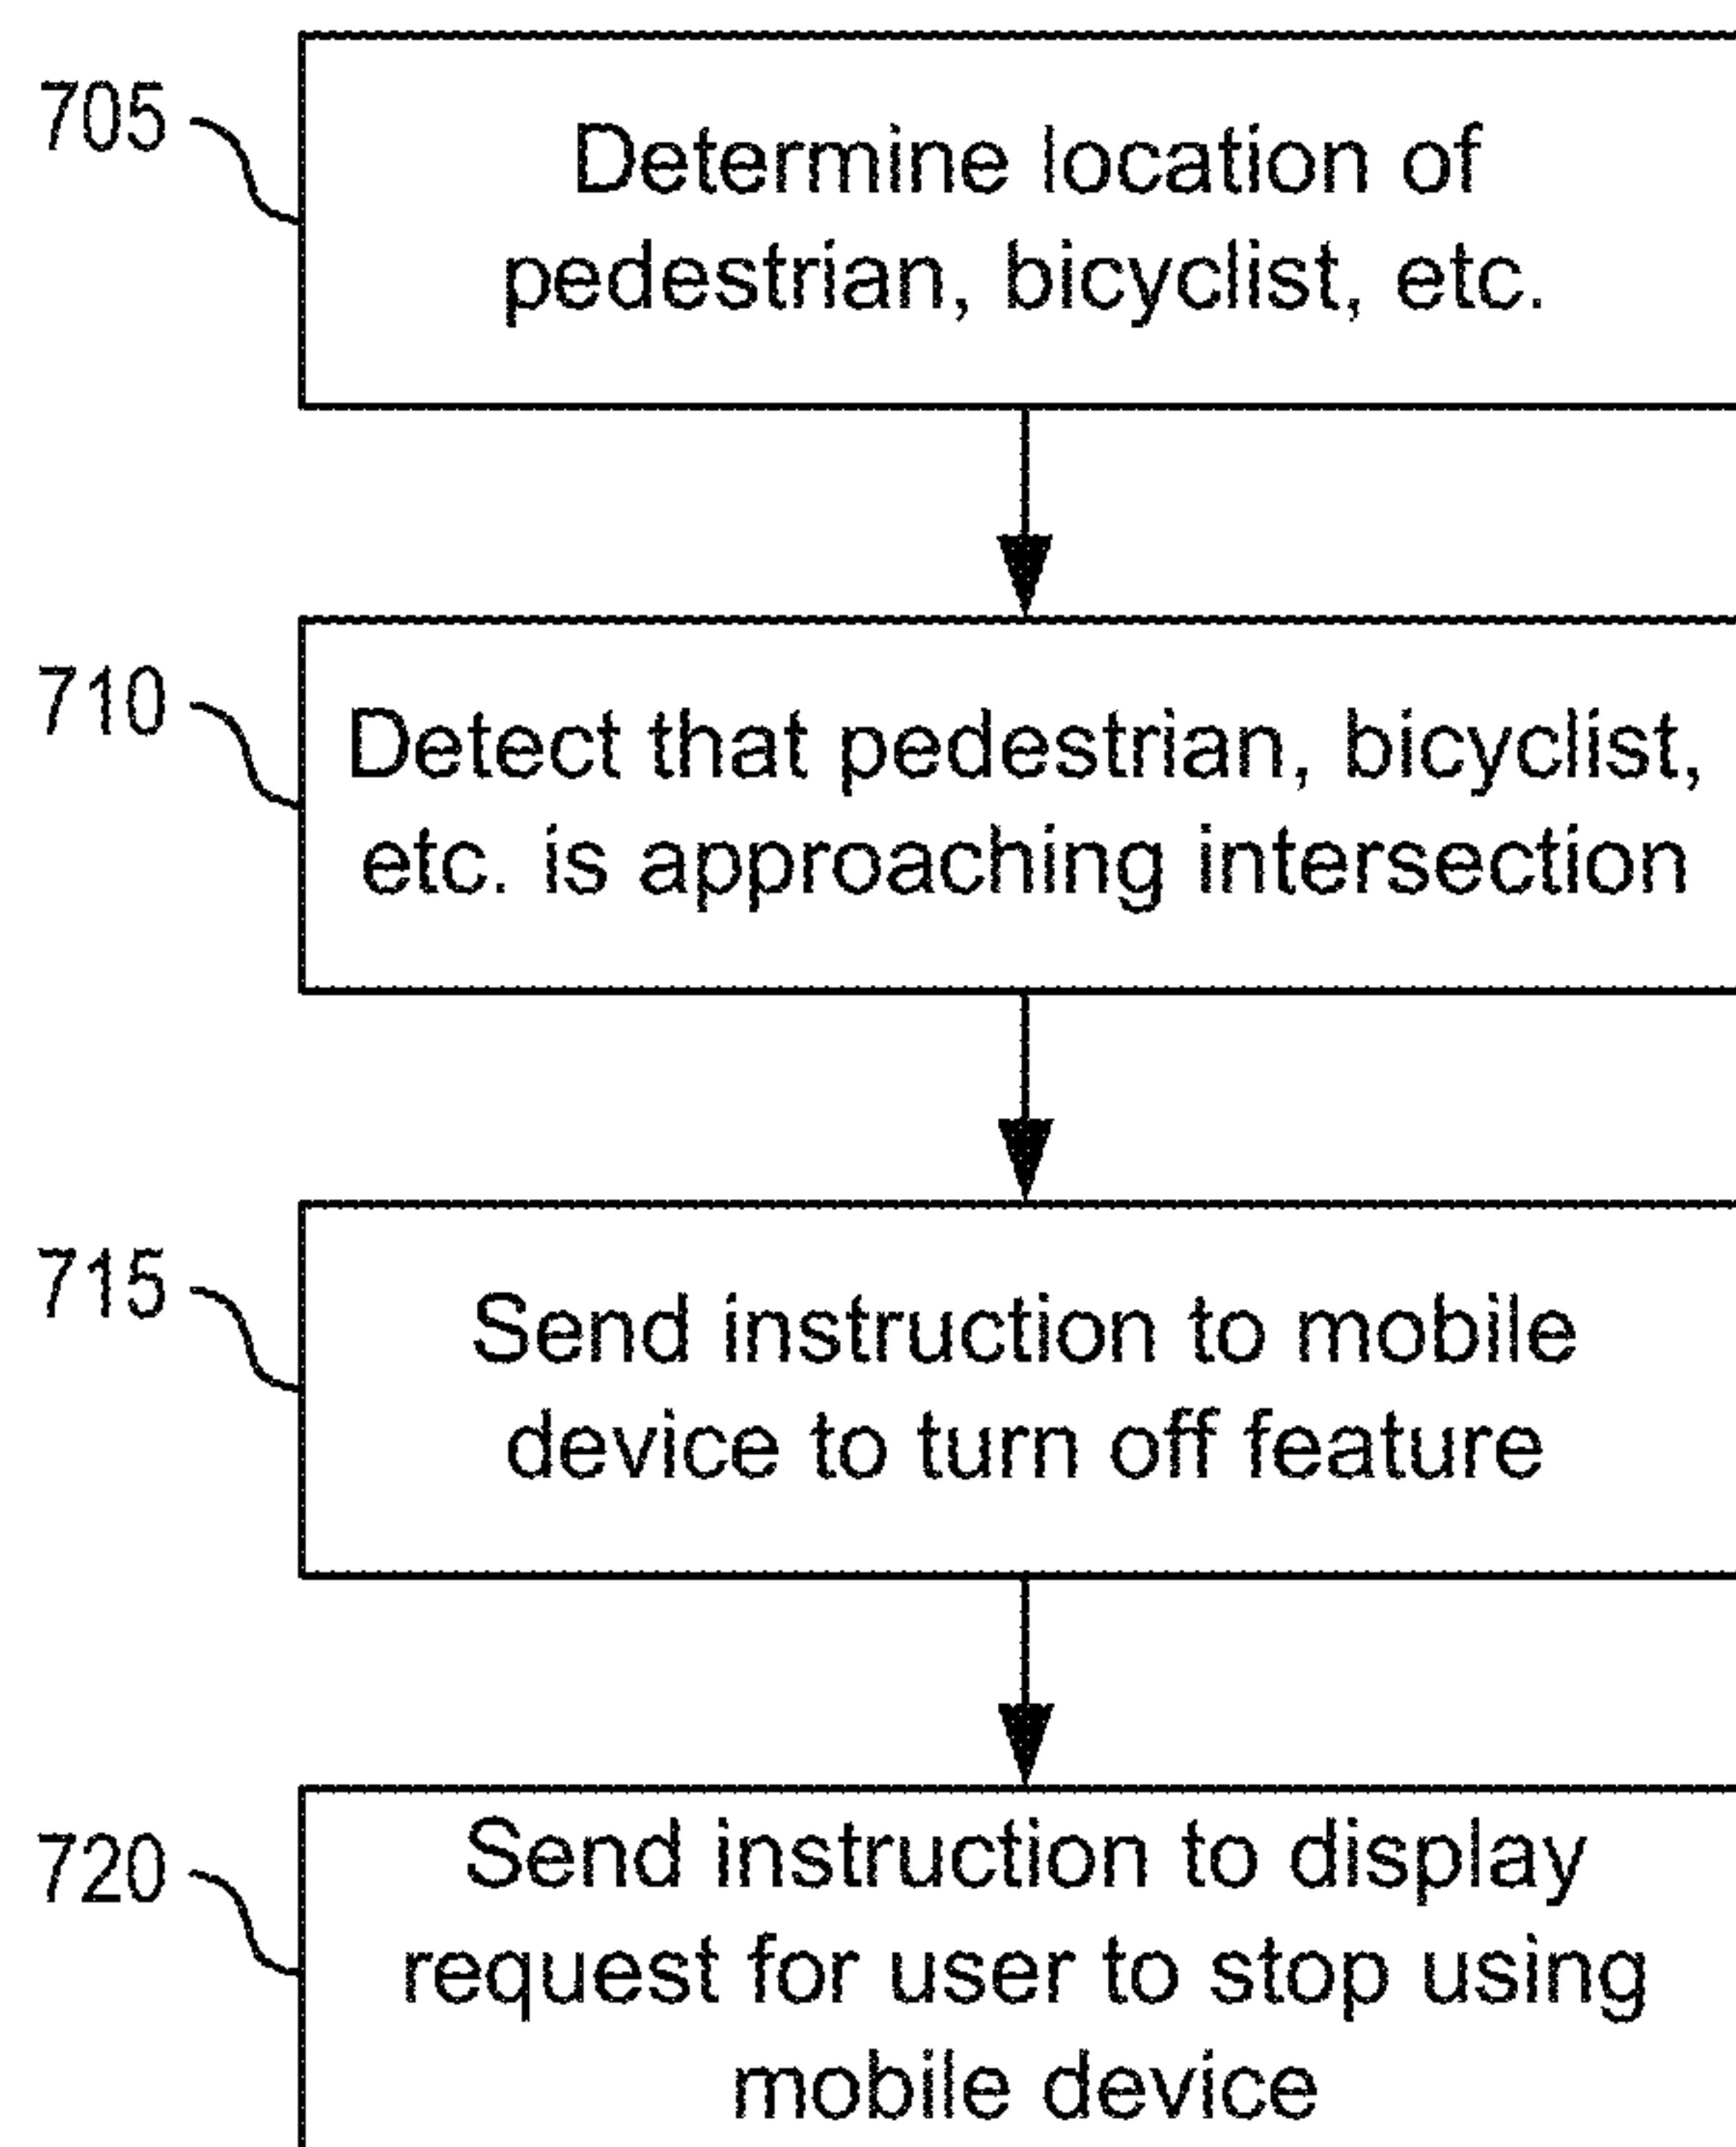 705
Determine location of
pedestrian, bicyclist, etc.
710
Detect that pedestrian, bicyclist,
etc. is approaching intersection
715
Send instruction to mobile
device to turn off feature
720
Send instruction to display
request for user to stop using
mobile device